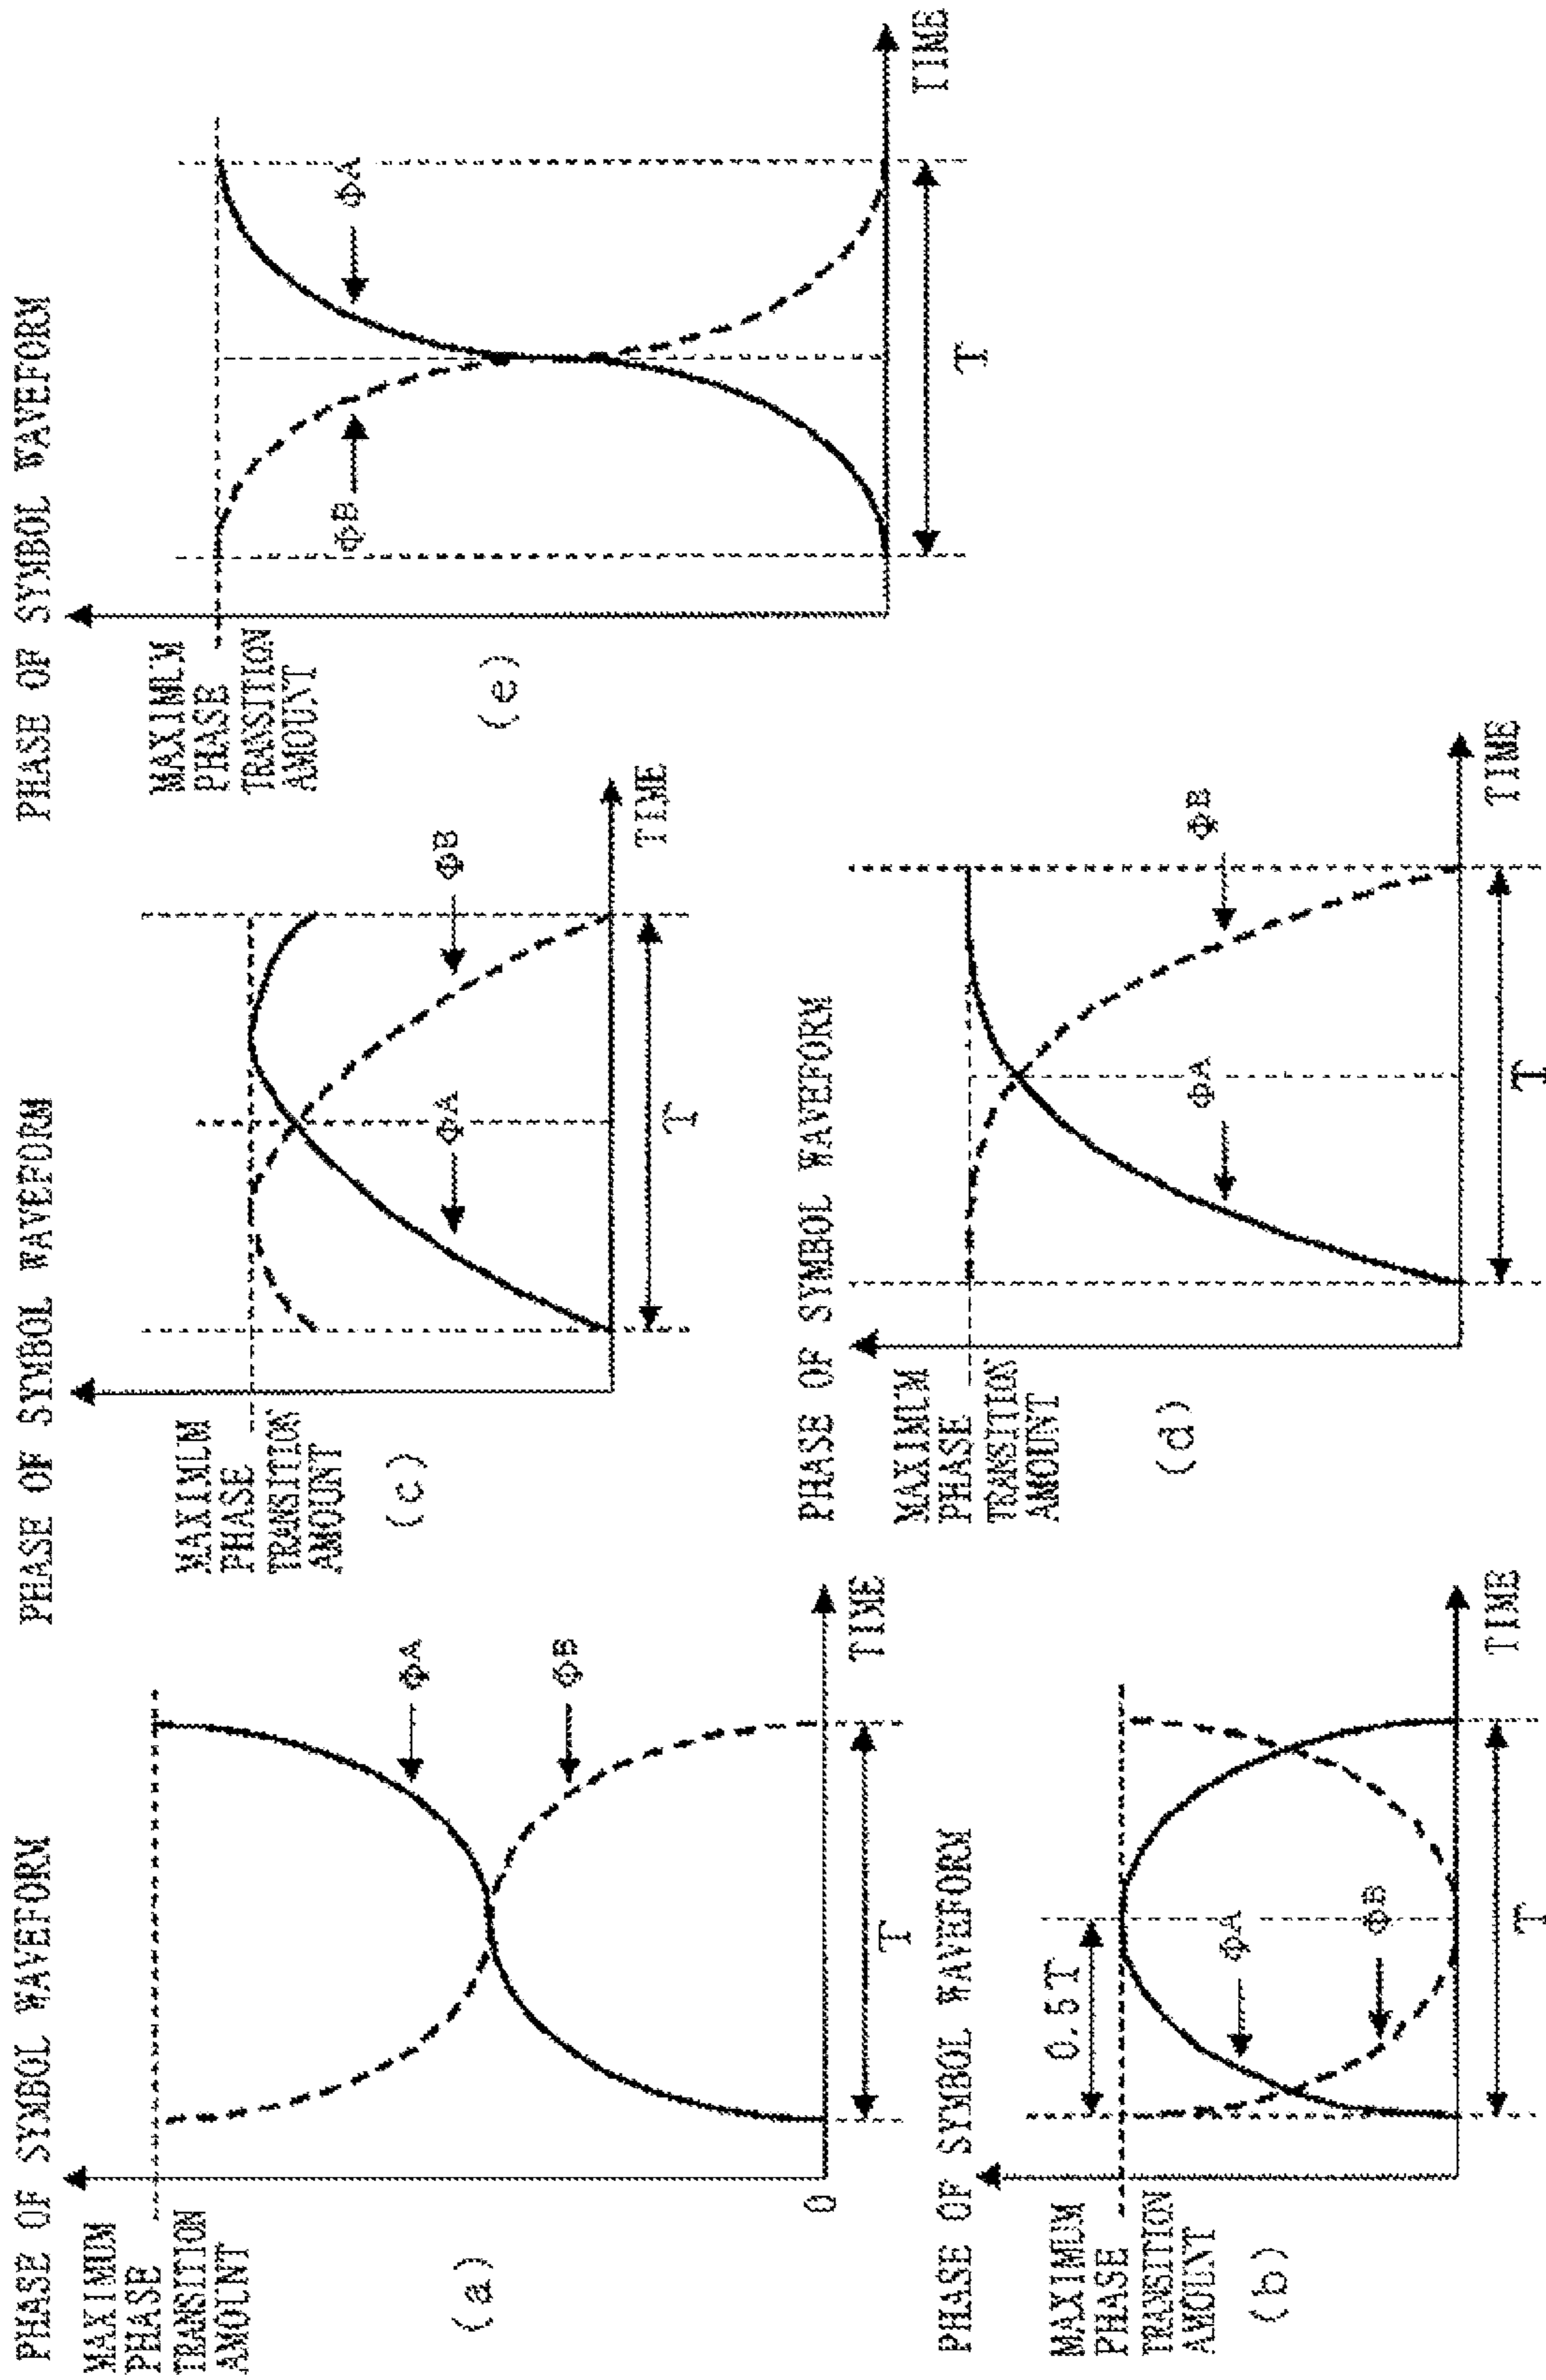 PHASE OF SYMBOL WAVEFORM
MAXIMUM
PHASE
TRANSITION
AMOUNT
(a)
ΦA
ΦB
0
T
TIME
PHASE OF SYMBOL WAVEFORM
MAXIMUM
PHASE
TRANSITION
AMOUNT
(b)
0.5T
ΦA
ΦB
T
TIME
PHASE OF SYMBOL WAVEFORM
MAXIMUM
PHASE
TRANSITION
AMOUNT
(c)
ΦA
ΦB
T
TIME
PHASE OF SYMBOL WAVEFORM
MAXIMUM
PHASE
TRANSITION
AMOUNT
(d)
ΦA
ΦB
T
TIME
PHASE OF SYMBOL WAVEFORM
MAXIMUM
PHASE
TRANSITION
AMOUNT
(e)
ΦB
ΦA
T
TIME